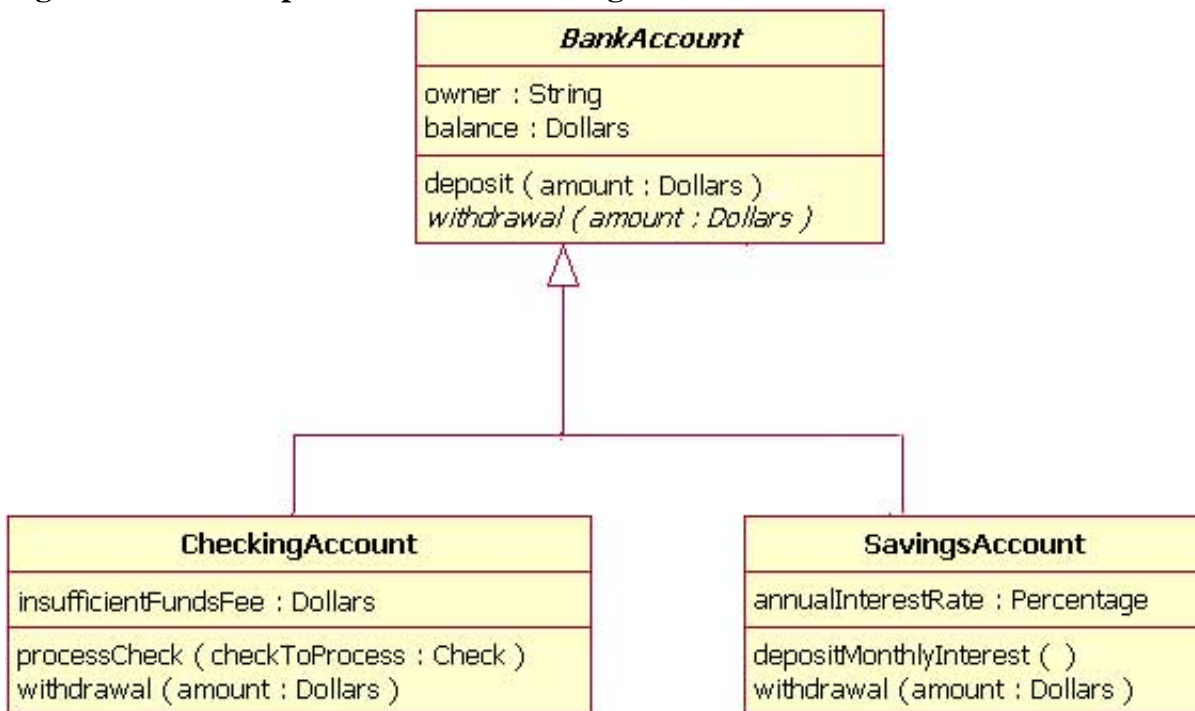 BankAccount
owner : String
balance : Dollars
deposit ( amount : Dollars )
withdrawal ( amount : Dollars )
CheckingAccount
insufficientFundsFee : Dollars
processCheck ( checkToProcess : Check )
withdrawal ( amount : Dollars )
SavingsAccount
annualInterestRate : Percentage
depositMonthlyInterest ( )
withdrawal ( amount : Dollars )